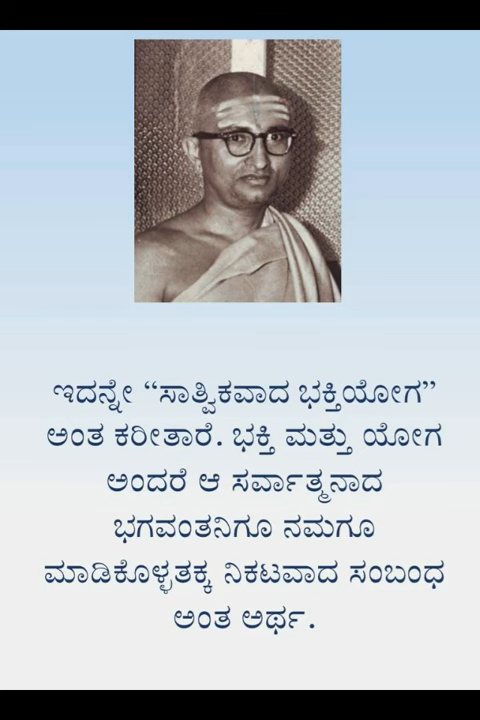 ಇದನ್ನೇ “ಸಾತ್ವಿಕವಾದ ಭಕ್ತಿಯೋಗ”
ಅಂತ ಕರೀತಾರೆ. ಭಕ್ತಿ ಮತ್ತು ಯೋಗ
ಅಂದರೆ ಆ ಸರ್ವಾತ್ಮನಾದ
ಭಗವಂತನಿಗೂ ನಮಗೂ
ಮಾಡಿಕೊಳ್ಳತಕ್ಕ ನಿಕಟವಾದ ಸಂಬಂಧ
ಅಂತ ಅರ್ಥ.